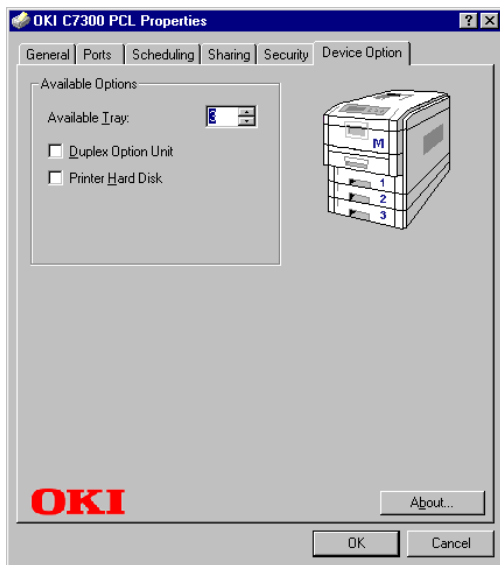 OKI C7300 PCL Properties
General Ports Scheduling Sharing Security Device Option
Available Options
Available Tray: 3
Duplex Option Unit
Printer Hard Disk
M
1
2
3
OKI
About...
OK Cancel